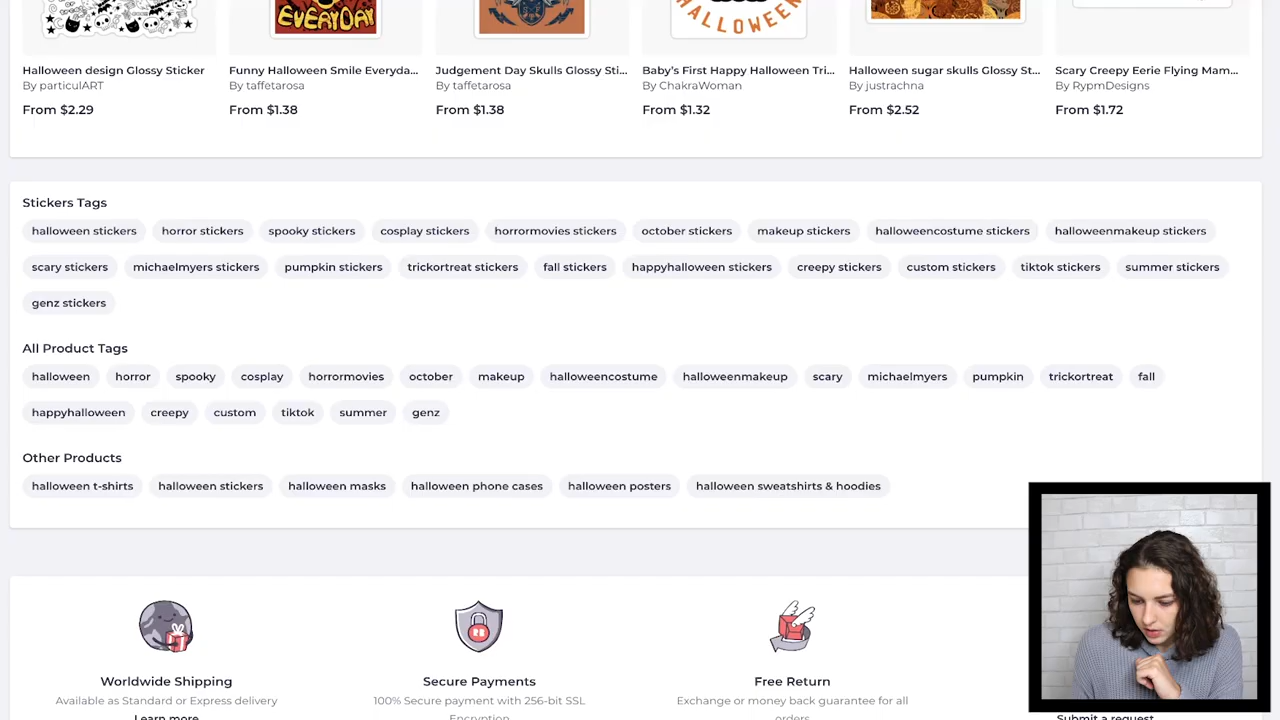 EVERYDAY
HALLOWEEN
Halloween design Glossy Sticker
Funny Halloween Smile Everyda...
Judgement Day Skulls Glossy Sti...
Baby's First Happy Halloween Tri...
Halloween sugar skulls Glossy St...
Scary Creepy Eerie Flying Mam...
By particulART
By taffetarosa
By taffetarosa
By ChakraWoman
By justrachna
By RypmDesigns
From $2.29
From $1.38
From $1.38
From $1.32
From $2.52
From $1.72
Stickers Tags
halloween stickers horror stickers spooky stickers cosplay stickers horrormovies stickers october stickers makeup stickers halloweencostume stickers halloweenmakeup stickers
scary stickers michaelmyers stickers pumpkin stickers trickortreat stickers fall stickers happyhalloween stickers creepy stickers custom stickers tiktok stickers summer stickers
genz stickers
All Product Tags
halloween horror spooky cosplay horrormovies october makeup halloweencostume halloweenmakeup scary michaelmyers pumpkin trickortreat fall
happyhalloween creepy custom tiktok summer genz
Other Products
halloween t-shirts halloween stickers halloween masks halloween phone cases halloween posters halloween sweatshirts & hoodies
Worldwide Shipping
Available as Standard or Express delivery
Learn more
Secure Payments
100% Secure payment with 256-bit SSL
Encryption
Free Return
Exchange or money back guarantee for all
orders
Submit a request